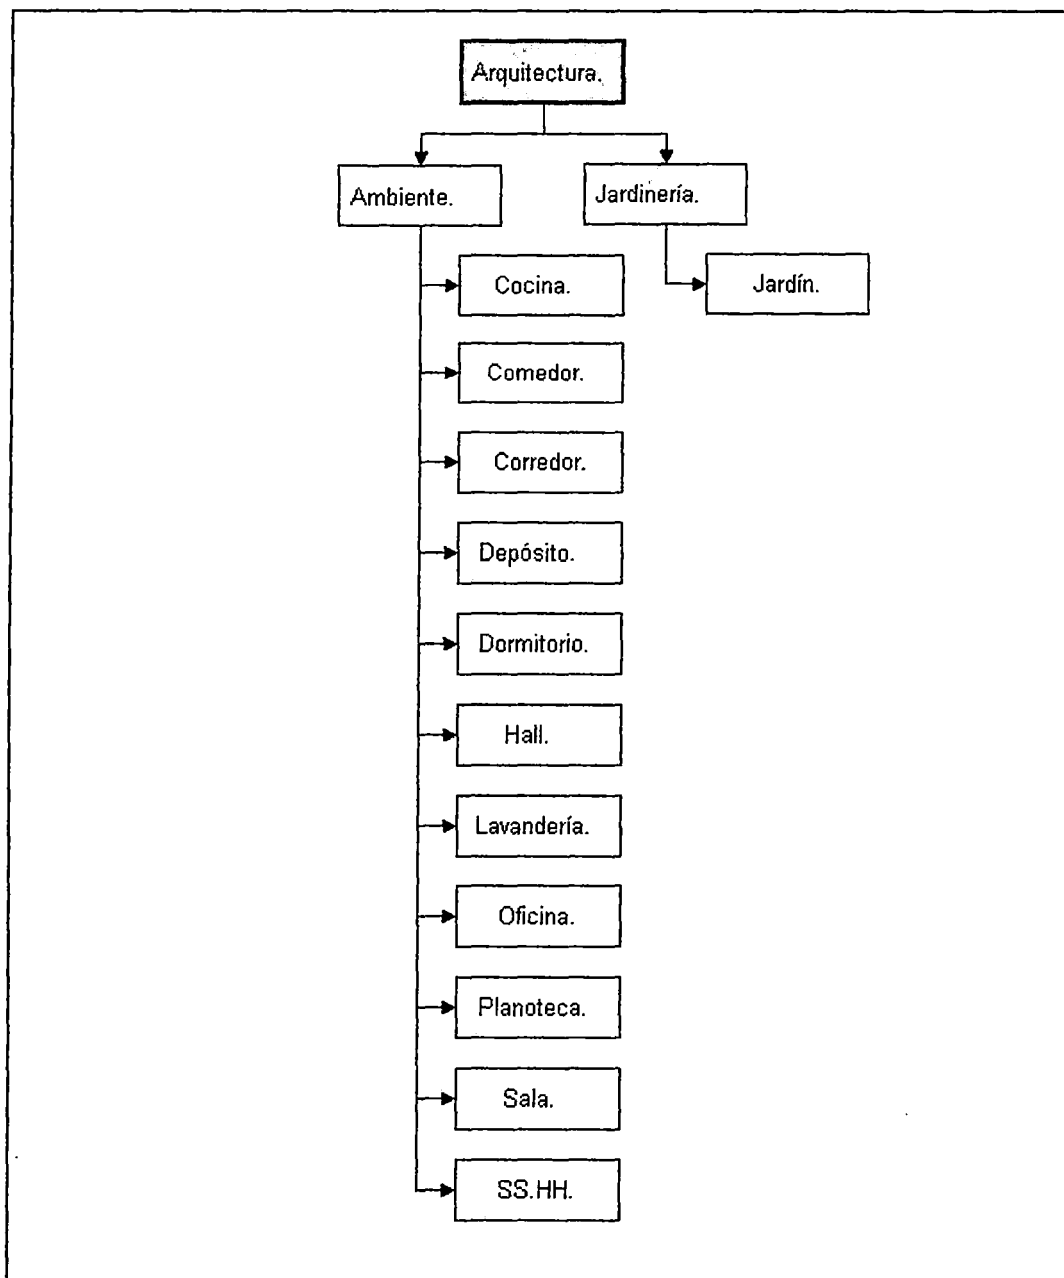 Arquitectura.
Ambiente.
Jardinería.
Cocina.
Jardín.
Comedor.
Corredor.
Depósito.
Dormitorio.
Hall.
Lavandería.
Oficina.
Planoteca.
Sala.
SS.HH.